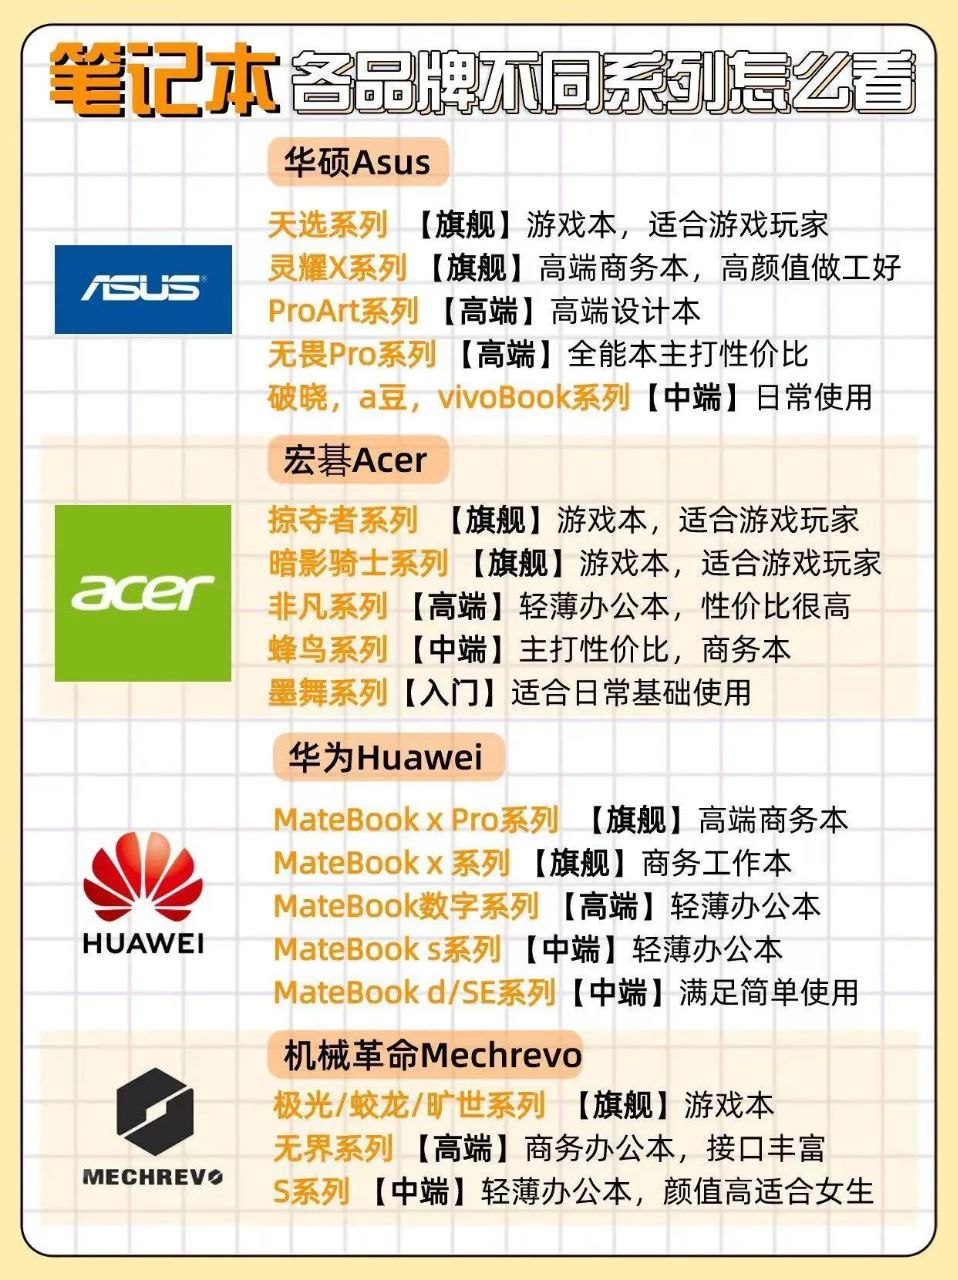 笔记本 各品牌不同系列怎么看
华硕Asus
ASUS
天选系列 【旗舰】游戏本，适合游戏玩家
灵耀X系列 【旗舰】高端商务本，高颜值做工好
ProArt系列 【高端】高端设计本
无畏Pro系列 【高端】全能本主打性价比
破晓，a豆，vivoBook系列【中端】日常使用
宏碁Acer
acer
掠夺者系列 【旗舰】游戏本，适合游戏玩家
暗影骑士系列 【旗舰】游戏本，适合游戏玩家
非凡系列 【高端】轻薄办公本，性价比很高
蜂鸟系列 【中端】主打性价比，商务本
墨舞系列【入门】适合日常基础使用
华为Huawei
HUAWEI
MateBook x Pro系列 【旗舰】高端商务本
MateBook x 系列 【旗舰】商务工作本
MateBook数字系列 【高端】轻薄办公本
MateBook s系列 【中端】轻薄办公本
MateBook d/SE系列【中端】满足简单使用
机械革命Mechrevo
MECHREVO
极光/蛟龙/旷世系列 【旗舰】游戏本
无界系列 【高端】商务办公本，接口丰富
S系列 【中端】轻薄办公本，颜值高适合女生